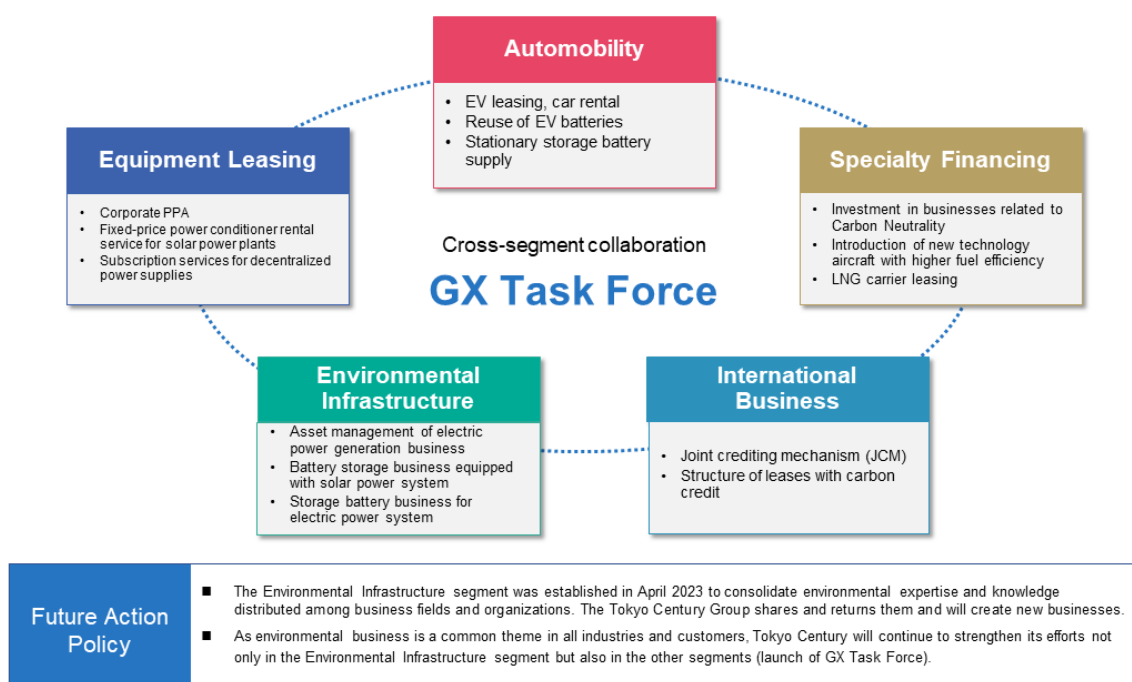 Automobility
• EV leasing, car rental
• Reuse of EV batteries
• Stationary storage battery
supply
Equipment Leasing
• Corporate PPA
• Fixed-price power conditioner rental
service for solar power plants
• Subscription services for decentralized
power supplies
Specialty Financing
• Investment in businesses related to
Carbon Neutrality
• Introduction of new technology
aircraft with higher fuel efficiency
• LNG carrier leasing
Cross-segment collaboration
GX Task Force
Environmental
Infrastructure
• Asset management of electric
power generation business
• Battery storage business equipped
with solar power system
• Storage battery business for
electric power system
International
Business
• Joint crediting mechanism (JCM)
• Structure of leases with carbon
credit
Future Action
Policy
■ The Environmental Infrastructure segment was established in April 2023 to consolidate environmental expertise and knowledge
distributed among business fields and organizations. The Tokyo Century Group shares and returns them and will create new businesses.
■ As environmental business is a common theme in all industries and customers, Tokyo Century will continue to strengthen its efforts not
only in the Environmental Infrastructure segment but also in the other segments (launch of GX Task Force).